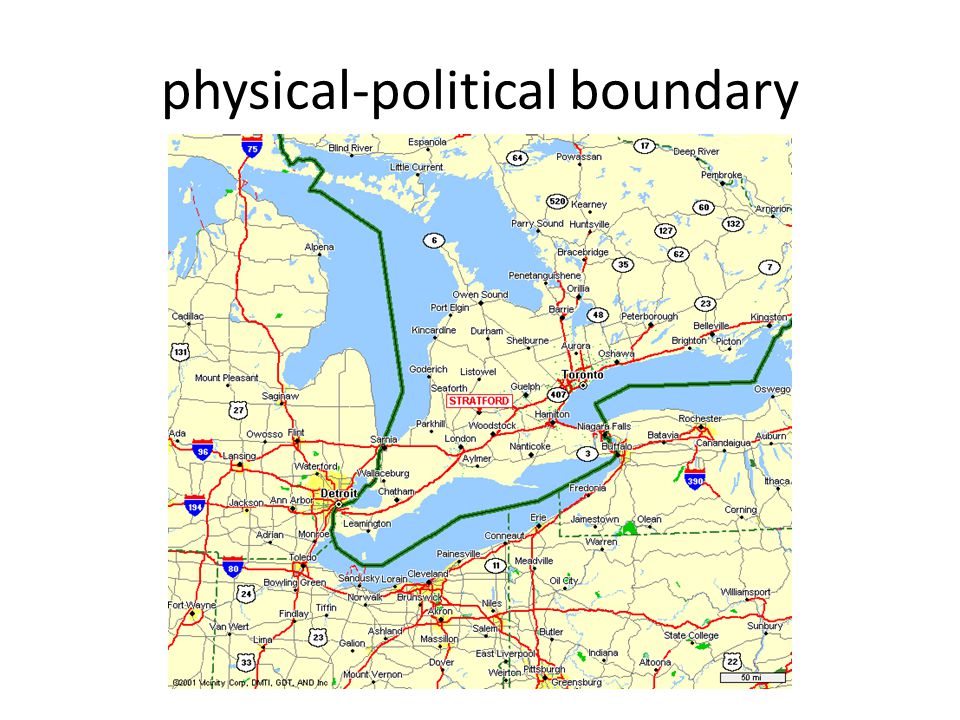 physical-political boundary
75
Blind River
Espanola
Little Current
64
Powassan
17
Deep River
Pembroke
520
Kearney
60
Arnprior
132
Parry Sound
Huntsville
127
6
Alpena
Bracebridge
62
35
7
Penetanguishene
Orillia
Owen Sound
23
Port Elgin
Barrie
48
Peterborough
Kingston
Cadillac
Kincardine
Durham
Shelburne
Belleville
Brighton
Picton
131
Aurora
Oshawa
Goderich
Listowel
Toronto
Mount Pleasant
Seaforth
Guelph
407
Oswego
Saginaw
STRATFORD
27
Hamilton
Parkhill
Woodstock
Niagara Falls
Rochester
Ada
Owosso
Flint
Sarnia
London
Nanticoke
Batavia
Auburn
Canandaigua
96
Lansing
Waterford
Wallaceburg
Aylmer
3
Buffalo
390
Ithaca
Detroit
Chatham
Fredonia
194
Jackson
Ann Arbor
Leamington
Corning
Adrian
Monroe
Erie
Jamestown
Olean
Conneaut
Warren
Toledo
Painesville
80
Meadville
11
Bowling Green
Sandusky
Lorain
Cleveland
Oil City
24
Norwalk
Brunswick
Williamsport
Fort Wayne
Findlay
Tiffin
Akron
Niles
Van Wert
23
Ashland
Salem
Butler
Sunbury
Lima
Galion
Massillon
State College
33
Dover
East Liverpool
Indiana
Altoona
22
Mount Vernon
Weirton
Pittsburgh
Greensburg
©2001 Vicinity Corp, DMTI, GDT, AND Inc
50 mi